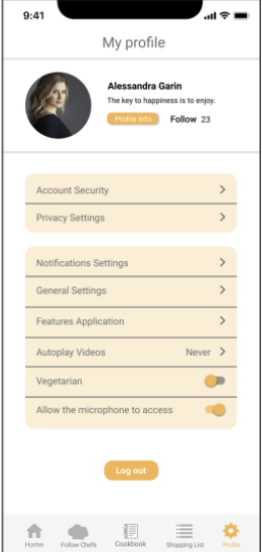 9:41
My profile
Alessandra Garin
The key to happiness is to enjoy.
Profile Info Follow 23
Account Security
Privacy Settings
Notifications Settings
General Settings
Features Application
Autoplay Videos Never
Vegetarian
Allow the microphone to access
Log out
Home Follow Chefs Cookbook Shopping List Profile